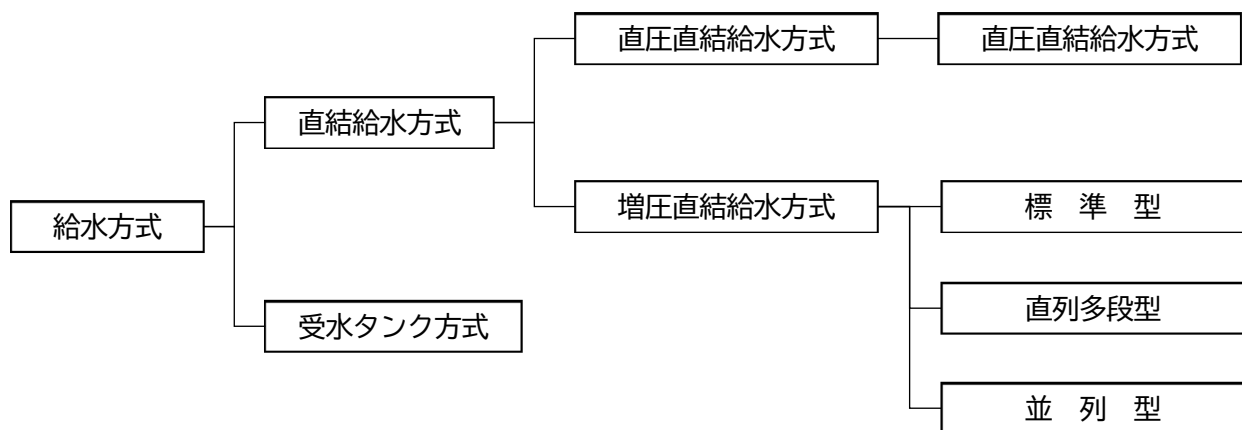 直圧直結給水方式
直圧直結給水方式
直結給水方式
増圧直結給水方式
標　準　型
給水方式
直列多段型
受水タンク方式
並　列　型